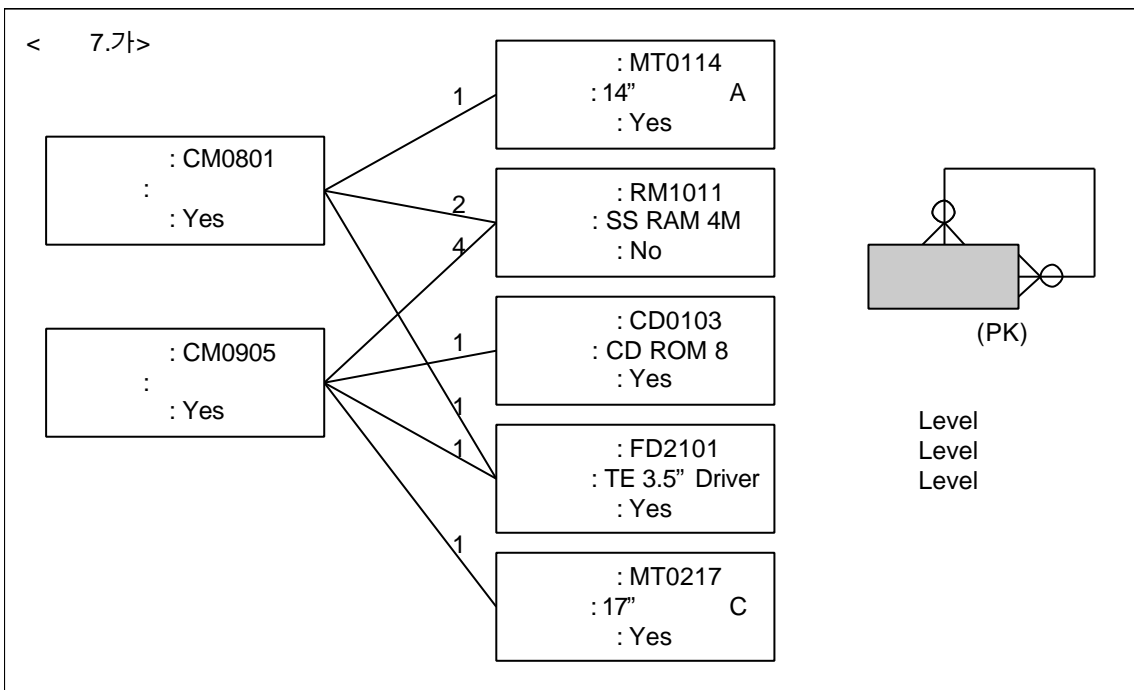 < 7.가>
: CM0801
:
: Yes
: CM0905
:
: Yes
1
2
4
1
1
1
1
: MT0114
: 14” A
: Yes
: RM1011
: SS RAM 4M
: No
: CD0103
: CD ROM 8
: Yes
: FD2101
: TE 3.5” Driver
: Yes
: MT0217
: 17” C
: Yes
(PK)
Level
Level
Level